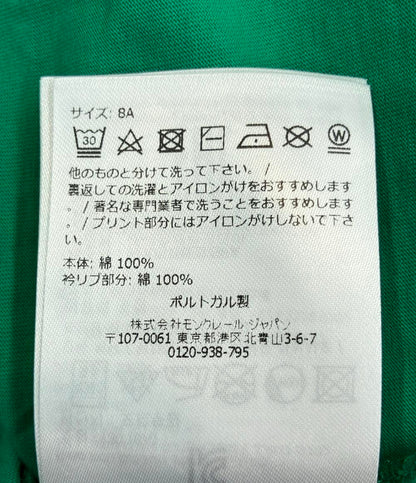 サイズ: 8A
30
W
他のものと分けて洗って下さい。/
裏返しての洗濯とアイロンがけをおすすめします
。/ 著名な専門業者で洗うことをおすすめしま
す。/ プリント部分にはアイロンがけしないで下さ
い。
本体: 綿 100%
衿リブ部分: 綿 100%
ポルトガル製
株式会社モンクレール ジャパン
〒107-0061 東京都港区北青山3-6-7
0120-938-795